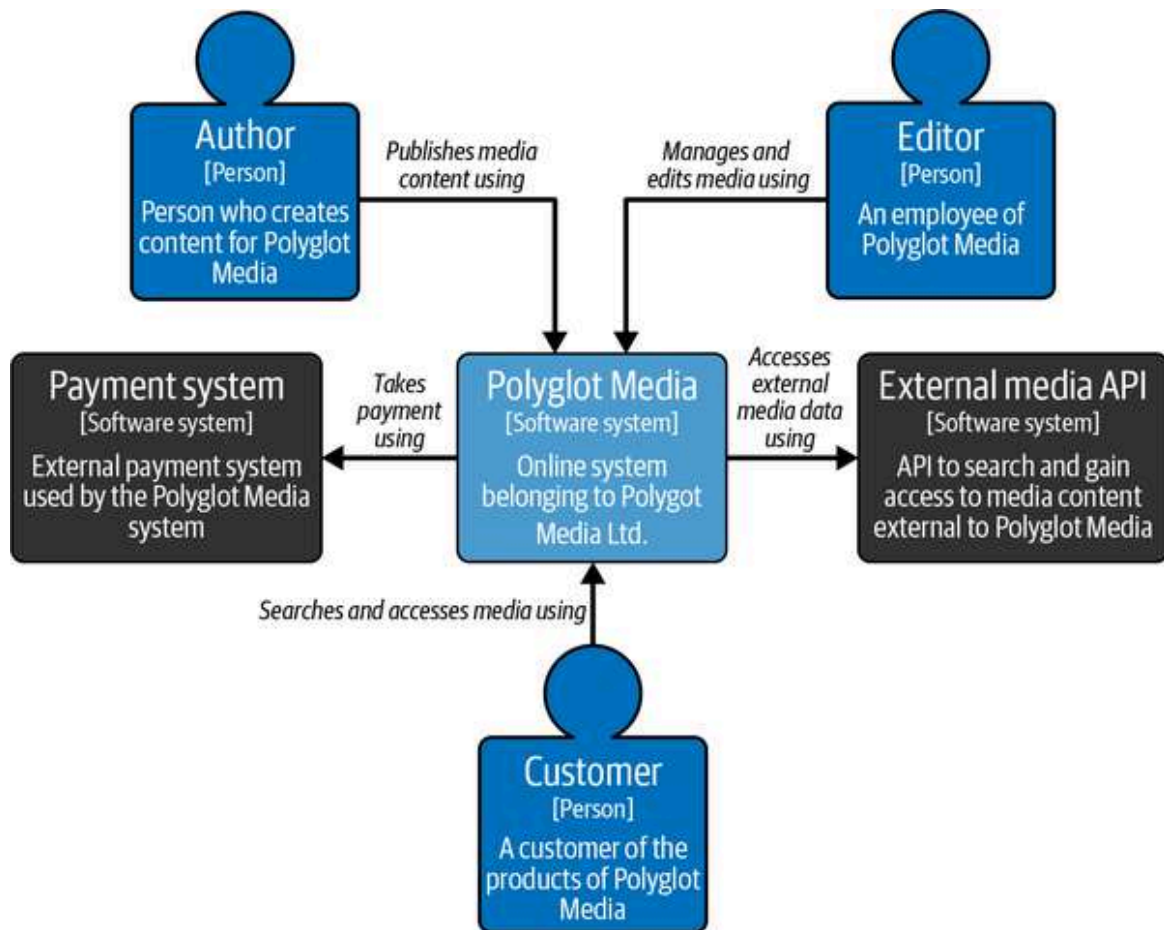 Author
[Person]
Person who creates
content for Polyglot
Media
Publishes media
content using
Manages and
edits media using
Editor
[Person]
An employee of
Polyglot Media
Payment system
[Software system]
External payment system
used by the Polyglot Media
system
Takes
payment
using
Polyglot Media
[Software system]
Online system
belonging to Polygot
Media Ltd.
Accesses
external
media data
using
External media API
[Software system]
API to search and gain
access to media content
external to Polyglot Media
Searches and accesses media using
Customer
[Person]
A customer of the
products of Polyglot
Media